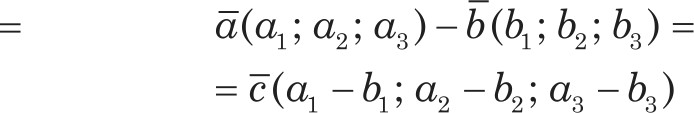 = a̅(a₁; a₂; a₃) − b̅(b₁; b₂; b₃) =
= c̅(a₁ − b₁; a₂ − b₂; a₃ − b₃)